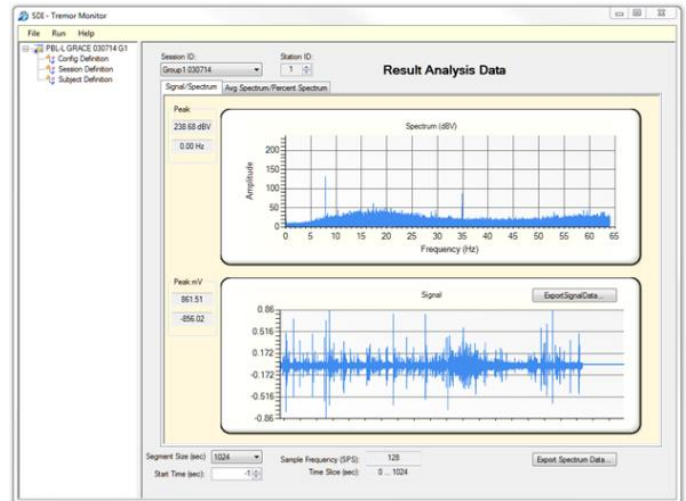 SDI - Tremor Monitor
File Run Help
PBL-L GRACE 030714 G1
Config Definition
Session Definition
Subject Definition
Session ID:
Station ID:
Group1 030714
1
Result Analysis Data
Signal/Spectrum
Avg Spectrum/Percent Spectrum
Peak
238.68 dBV
0.00 Hz
Spectrum (dBV)
Amplitude
200
150
100
50
0
0 5 10 15 20 25 30 35 40 45 50 55 60 65
Frequency (Hz)
Peak mV
861.51
-856.02
Signal
ExportSignalData...
0.86
0.516
0.172
-0.172
-0.516
-0.86
Segment Size (sec)
1024
Sample Frequency (SPS):
128
Export Spectrum Data...
Start Time (sec):
-1
Time Slice (sec):
0 ... 1024